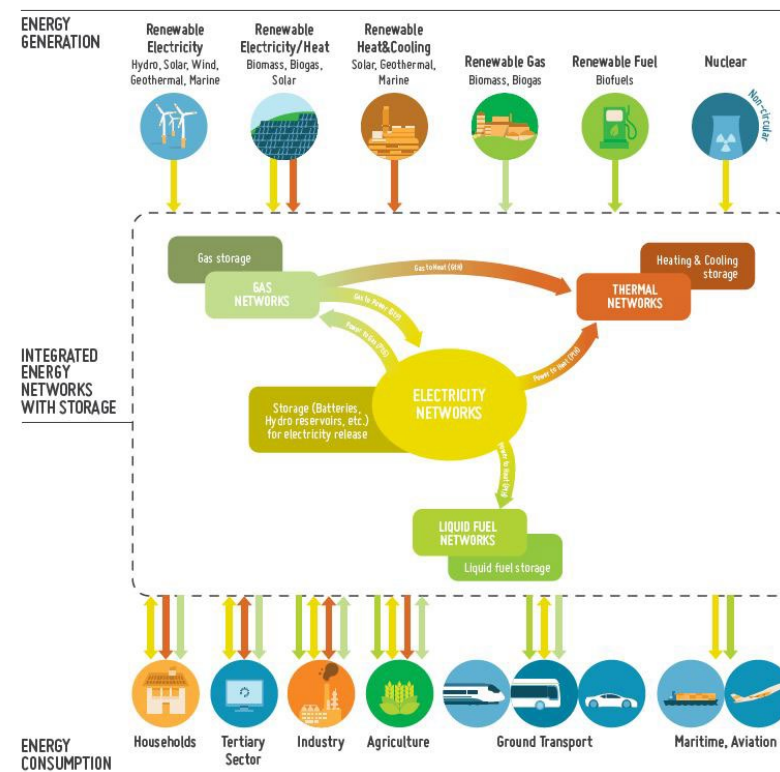 ENERGY
GENERATION
Renewable
Electricity
Hydro, Solar, Wind,
Geothermal, Marine
Renewable
Electricity/Heat
Biomass, Biogas,
Solar
Renewable
Heat&Cooling
Solar, Geothermal,
Marine
Renewable Gas
Biomass, Biogas
Renewable Fuel
Biofuels
Nuclear
Non-circular
INTEGRATED
ENERGY
NETWORKS
WITH STORAGE
Gas storage
GAS
NETWORKS
Gas to Heat (GtH)
Heating & Cooling
storage
THERMAL
NETWORKS
Gas to Power (GtP)
Power to Gas (PtG)
Power to Heat (PtH)
ELECTRICITY
NETWORKS
Storage (Batteries,
Hydro reservoirs, etc.)
for electricity release
LIQUID FUEL
NETWORKS
Liquid fuel storage
Households
Tertiary
Sector
Industry
Agriculture
Ground Transport
Maritime, Aviation
ENERGY
CONSUMPTION